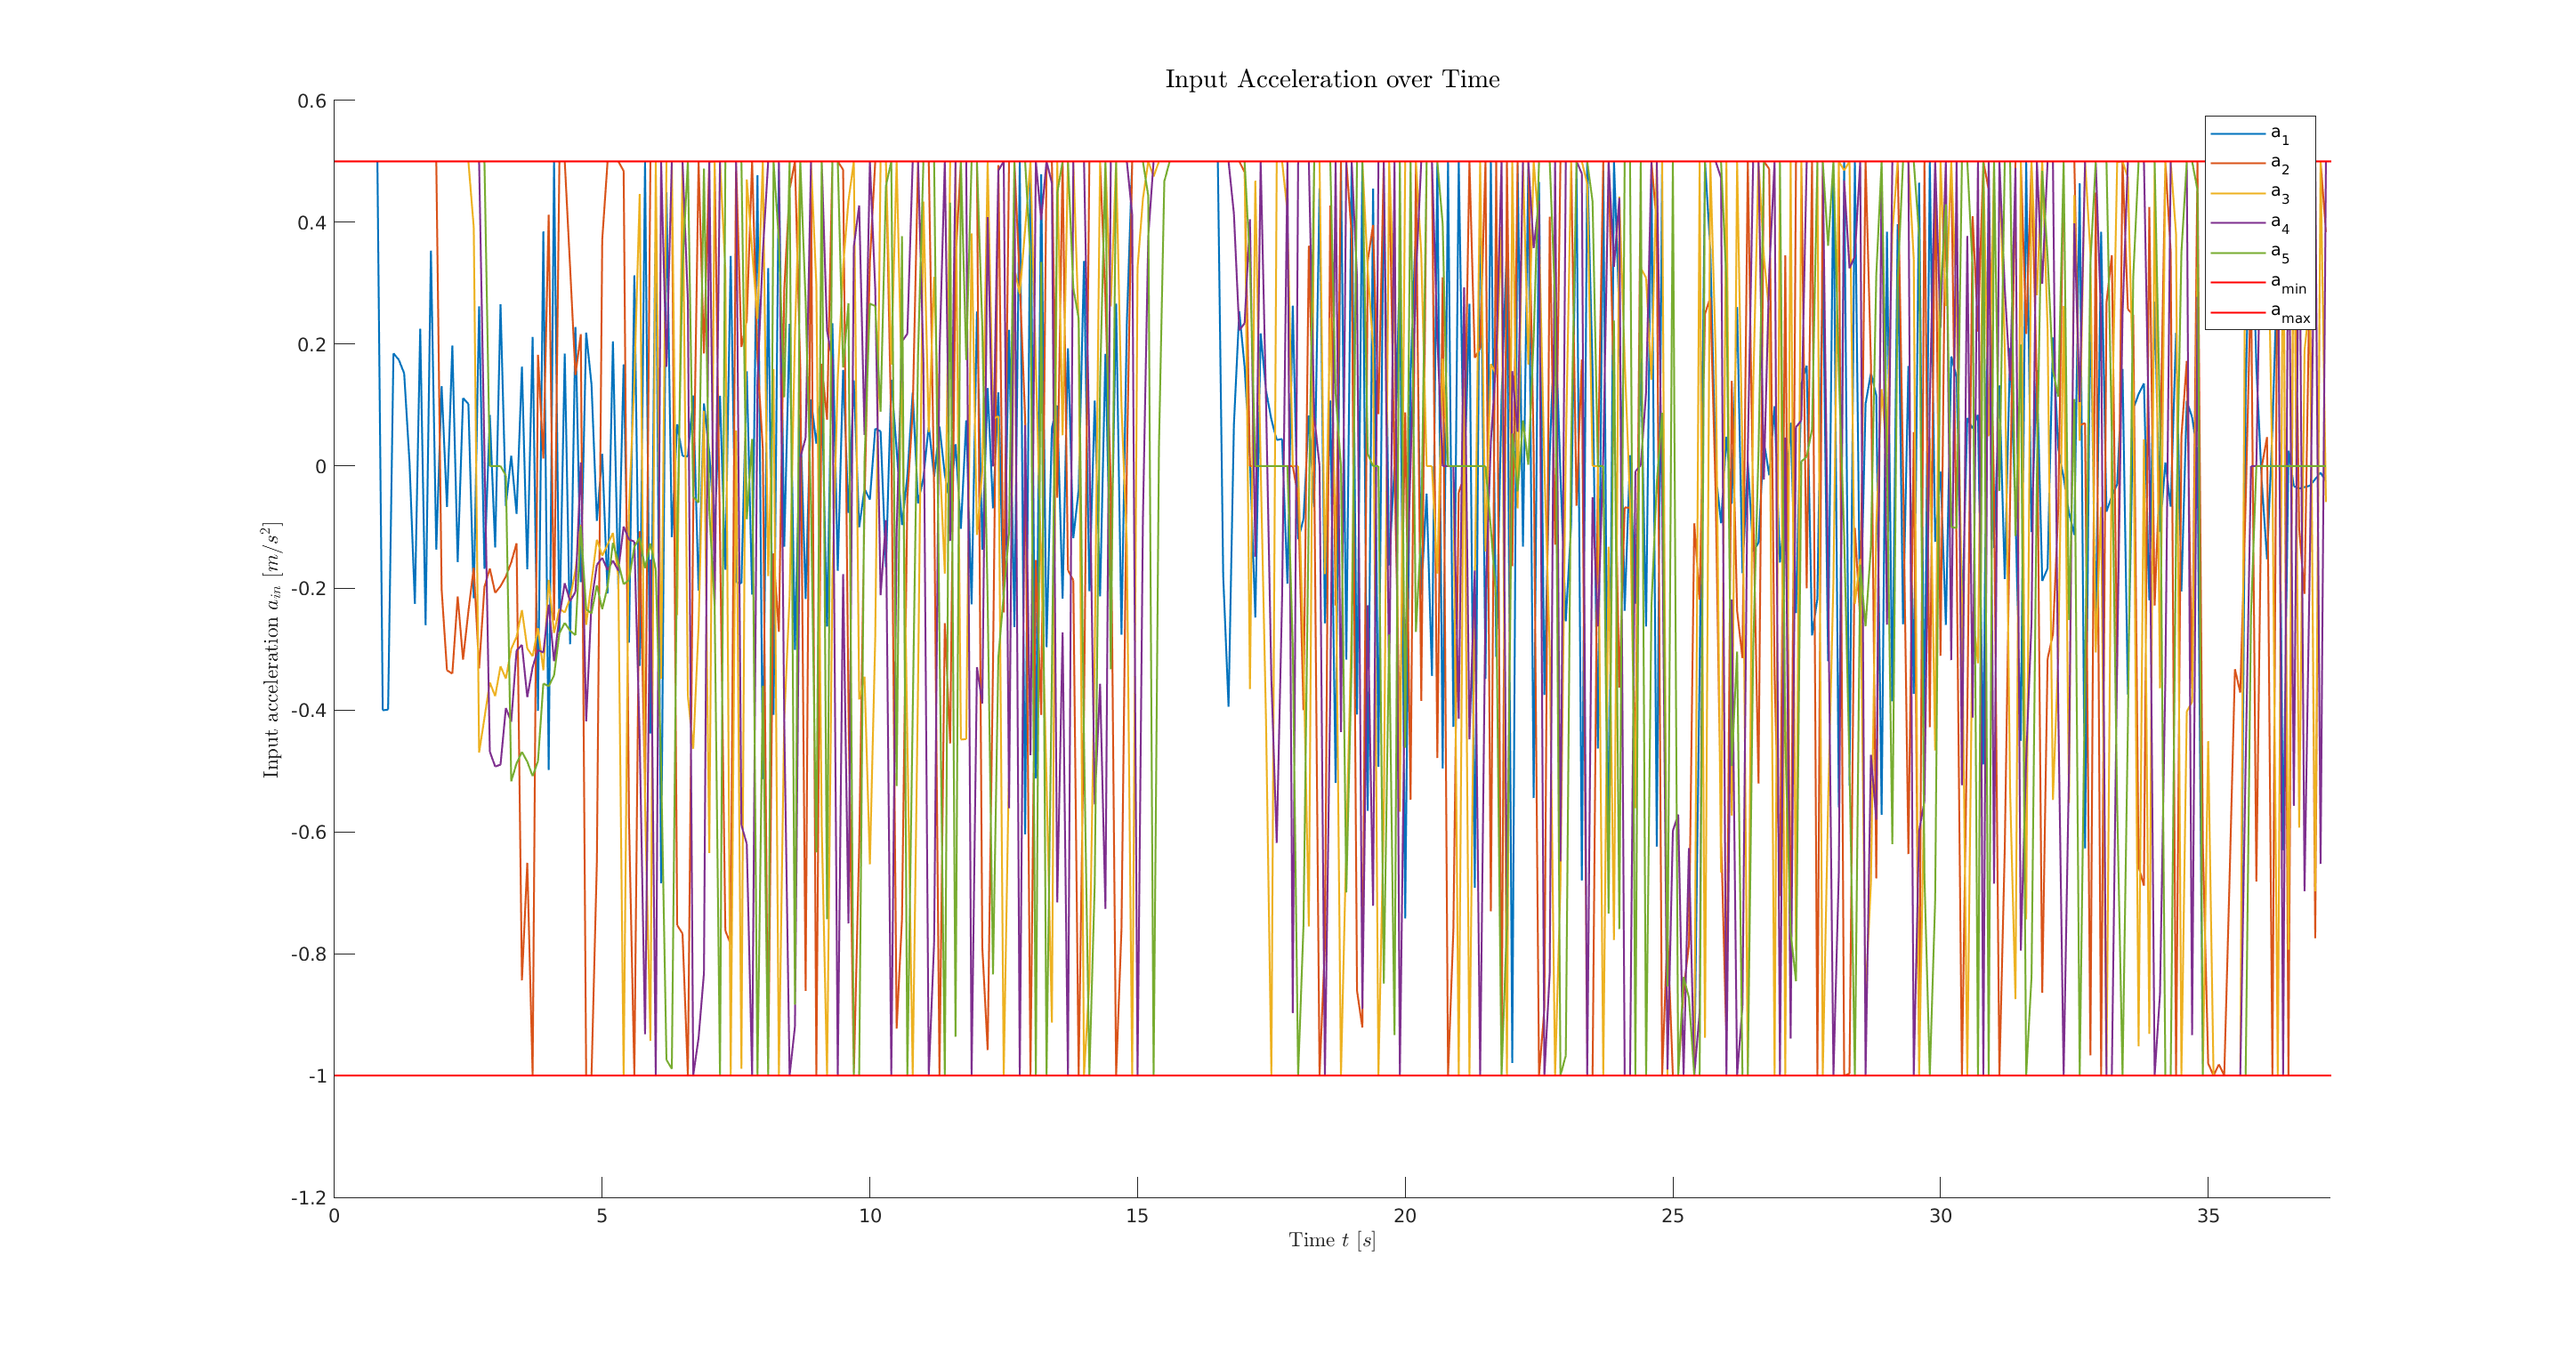 Input Acceleration over Time
0.6
0.4
0.2
0
-0.2
-0.4
-0.6
-0.8
-1
-1.2
Input acceleration a_in [m/s^2]
0 5 10 15 20 25 30 35
Time t [s]
a_1
a_2
a_3
a_4
a_5
a_min
a_max